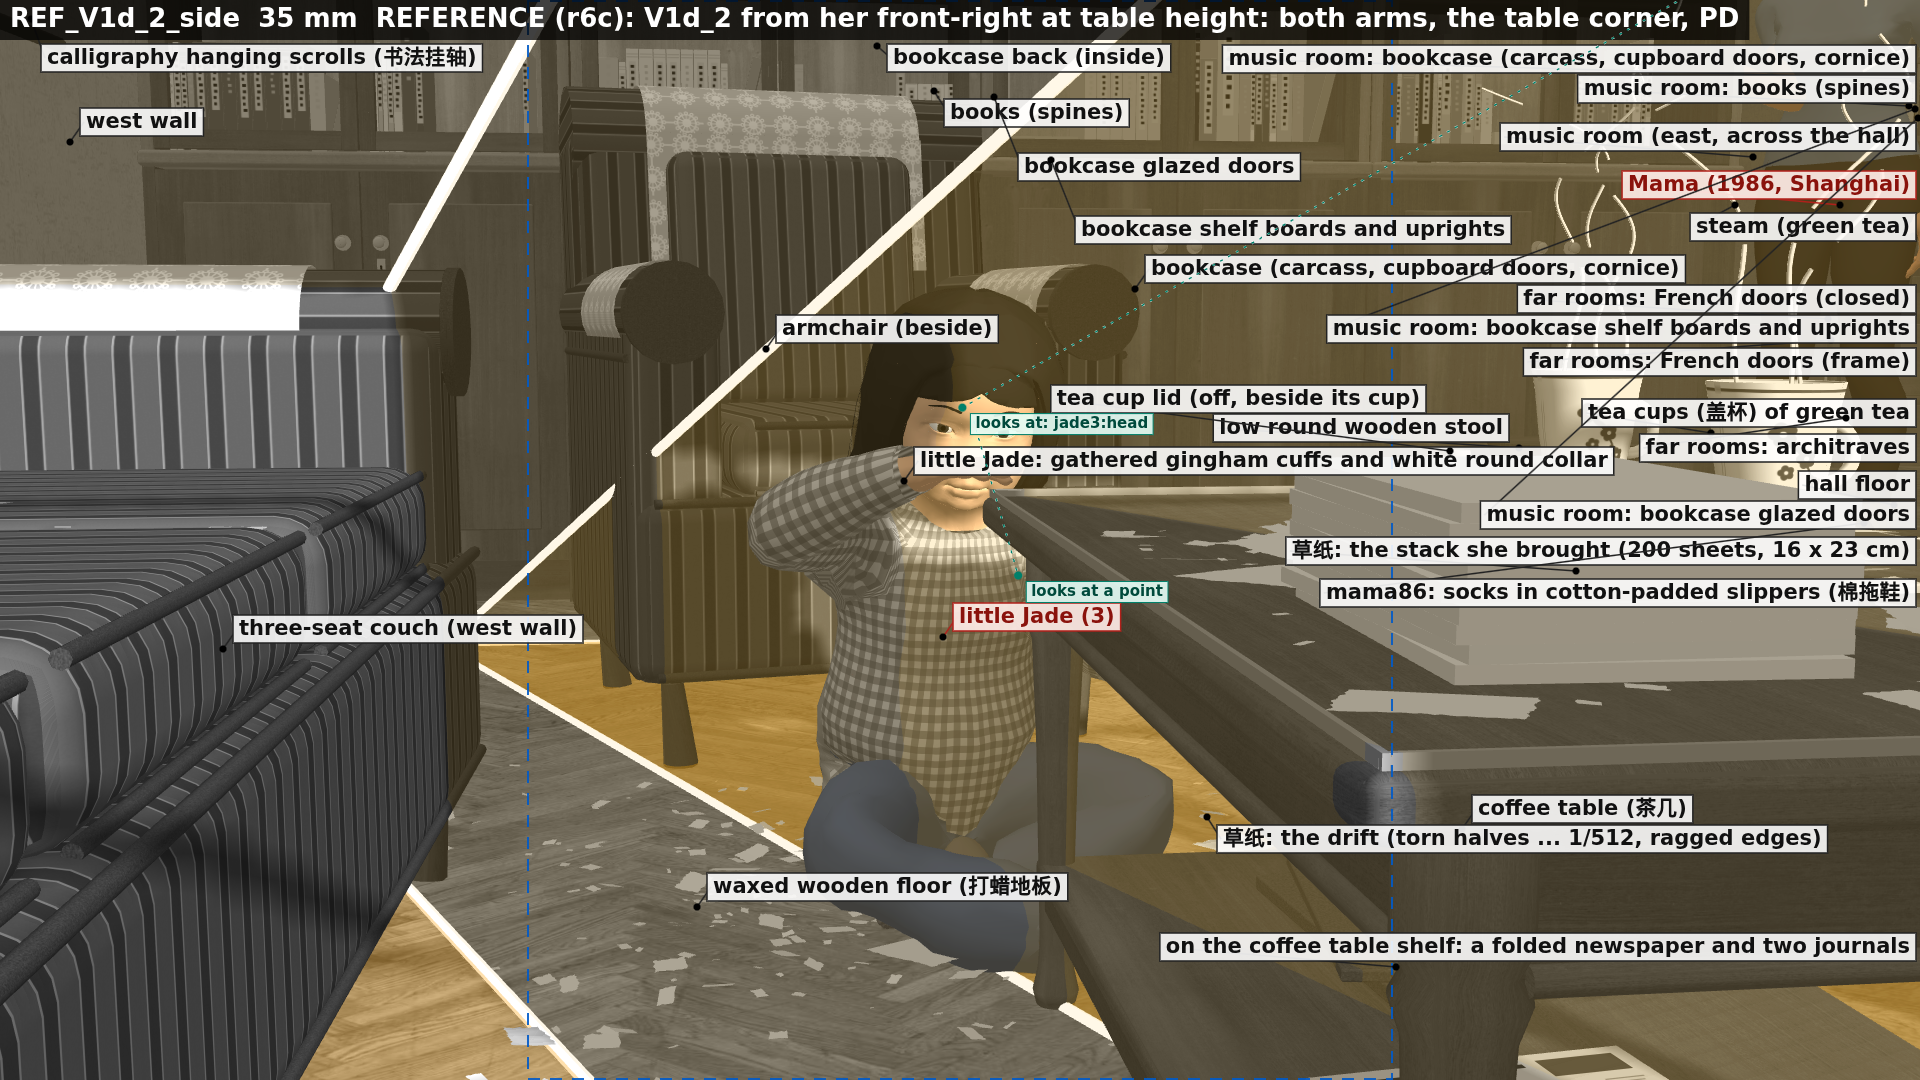 REF_V1d_2_side 35 mm REFERENCE (r6c): V1d_2 from her front-right at table height: both arms, the table corner, PD
calligraphy hanging scrolls (书法挂轴)
bookcase back (inside)
music room: bookcase (carcass, cupboard doors, cornice)
music room: books (spines)
books (spines)
west wall
music room (east, across the hall)
bookcase glazed doors
Mama (1986, Shanghai)
steam (green tea)
bookcase shelf boards and uprights
bookcase (carcass, cupboard doors, cornice)
far rooms: French doors (closed)
armchair (beside)
music room: bookcase shelf boards and uprights
far rooms: French doors (frame)
tea cup lid (off, beside its cup)
tea cups (盖杯) of green tea
looks at: jade3:head
low round wooden stool
far rooms: architraves
little Jade: gathered gingham cuffs and white round collar
hall floor
music room: bookcase glazed doors
草纸: the stack she brought (200 sheets, 16 x 23 cm)
looks at a point
mama86: socks in cotton-padded slippers (棉拖鞋)
little Jade (3)
three-seat couch (west wall)
coffee table (茶几)
草纸: the drift (torn halves ... 1/512, ragged edges)
waxed wooden floor (打蜡地板)
on the coffee table shelf: a folded newspaper and two journals